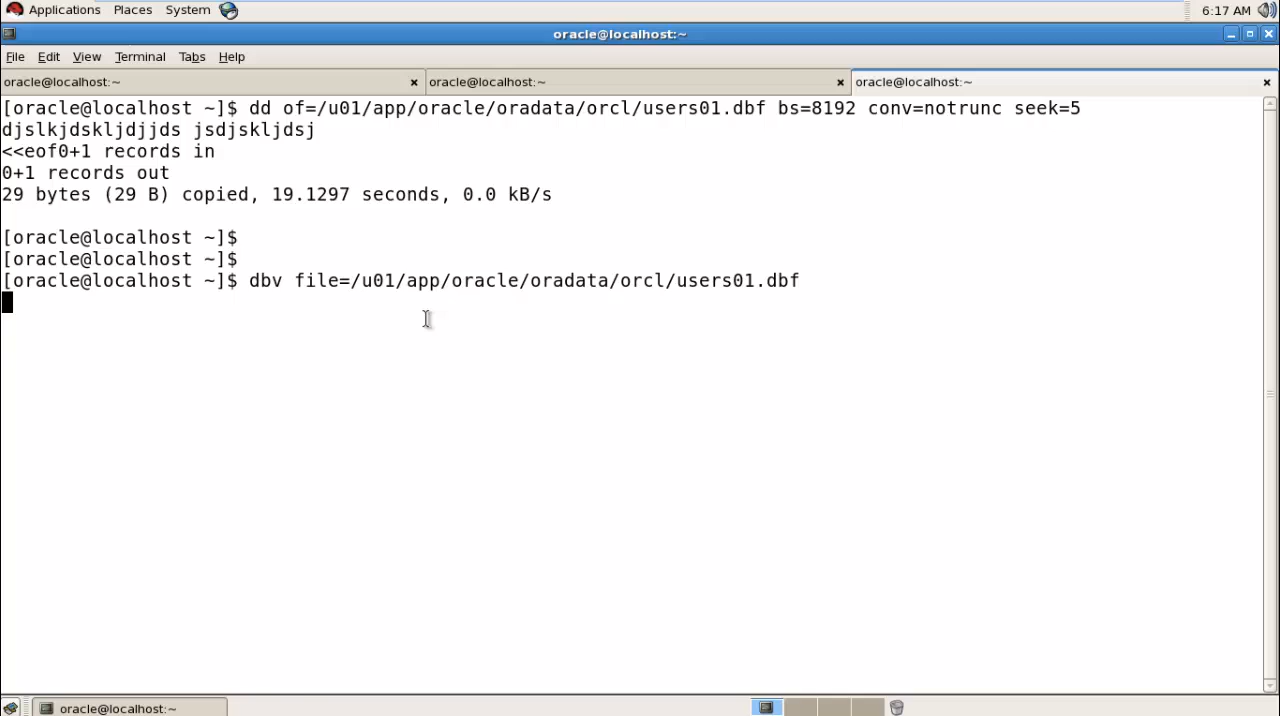 Applications Places System 6:17 AM
oracle@localhost:~
File Edit View Terminal Tabs Help
oracle@localhost:~ oracle@localhost:~ oracle@localhost:~
[oracle@localhost ~]$ dd of=/u01/app/oracle/oradata/orcl/users01.dbf bs=8192 conv=notrunc seek=5
djslkjdskljdjjds jsdjskljdsj
<<eof0+1 records in
0+1 records out
29 bytes (29 B) copied, 19.1297 seconds, 0.0 kB/s
[oracle@localhost ~]$
[oracle@localhost ~]$
[oracle@localhost ~]$ dbv file=/u01/app/oracle/oradata/orcl/users01.dbf
oracle@localhost:~